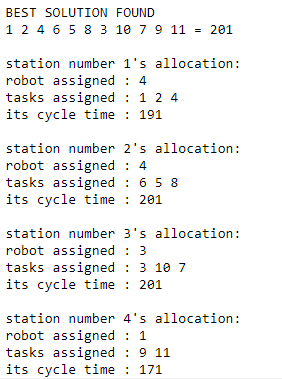 BEST SOLUTION FOUND
1 2 4 6 5 8 3 10 7 9 11 = 201
station number 1's allocation:
robot assigned : 4
tasks assigned : 1 2 4
its cycle time : 191
station number 2's allocation:
robot assigned : 4
tasks assigned : 6 5 8
its cycle time : 201
station number 3's allocation:
robot assigned : 3
tasks assigned : 3 10 7
its cycle time : 201
station number 4's allocation:
robot assigned : 1
tasks assigned : 9 11
its cycle time : 171